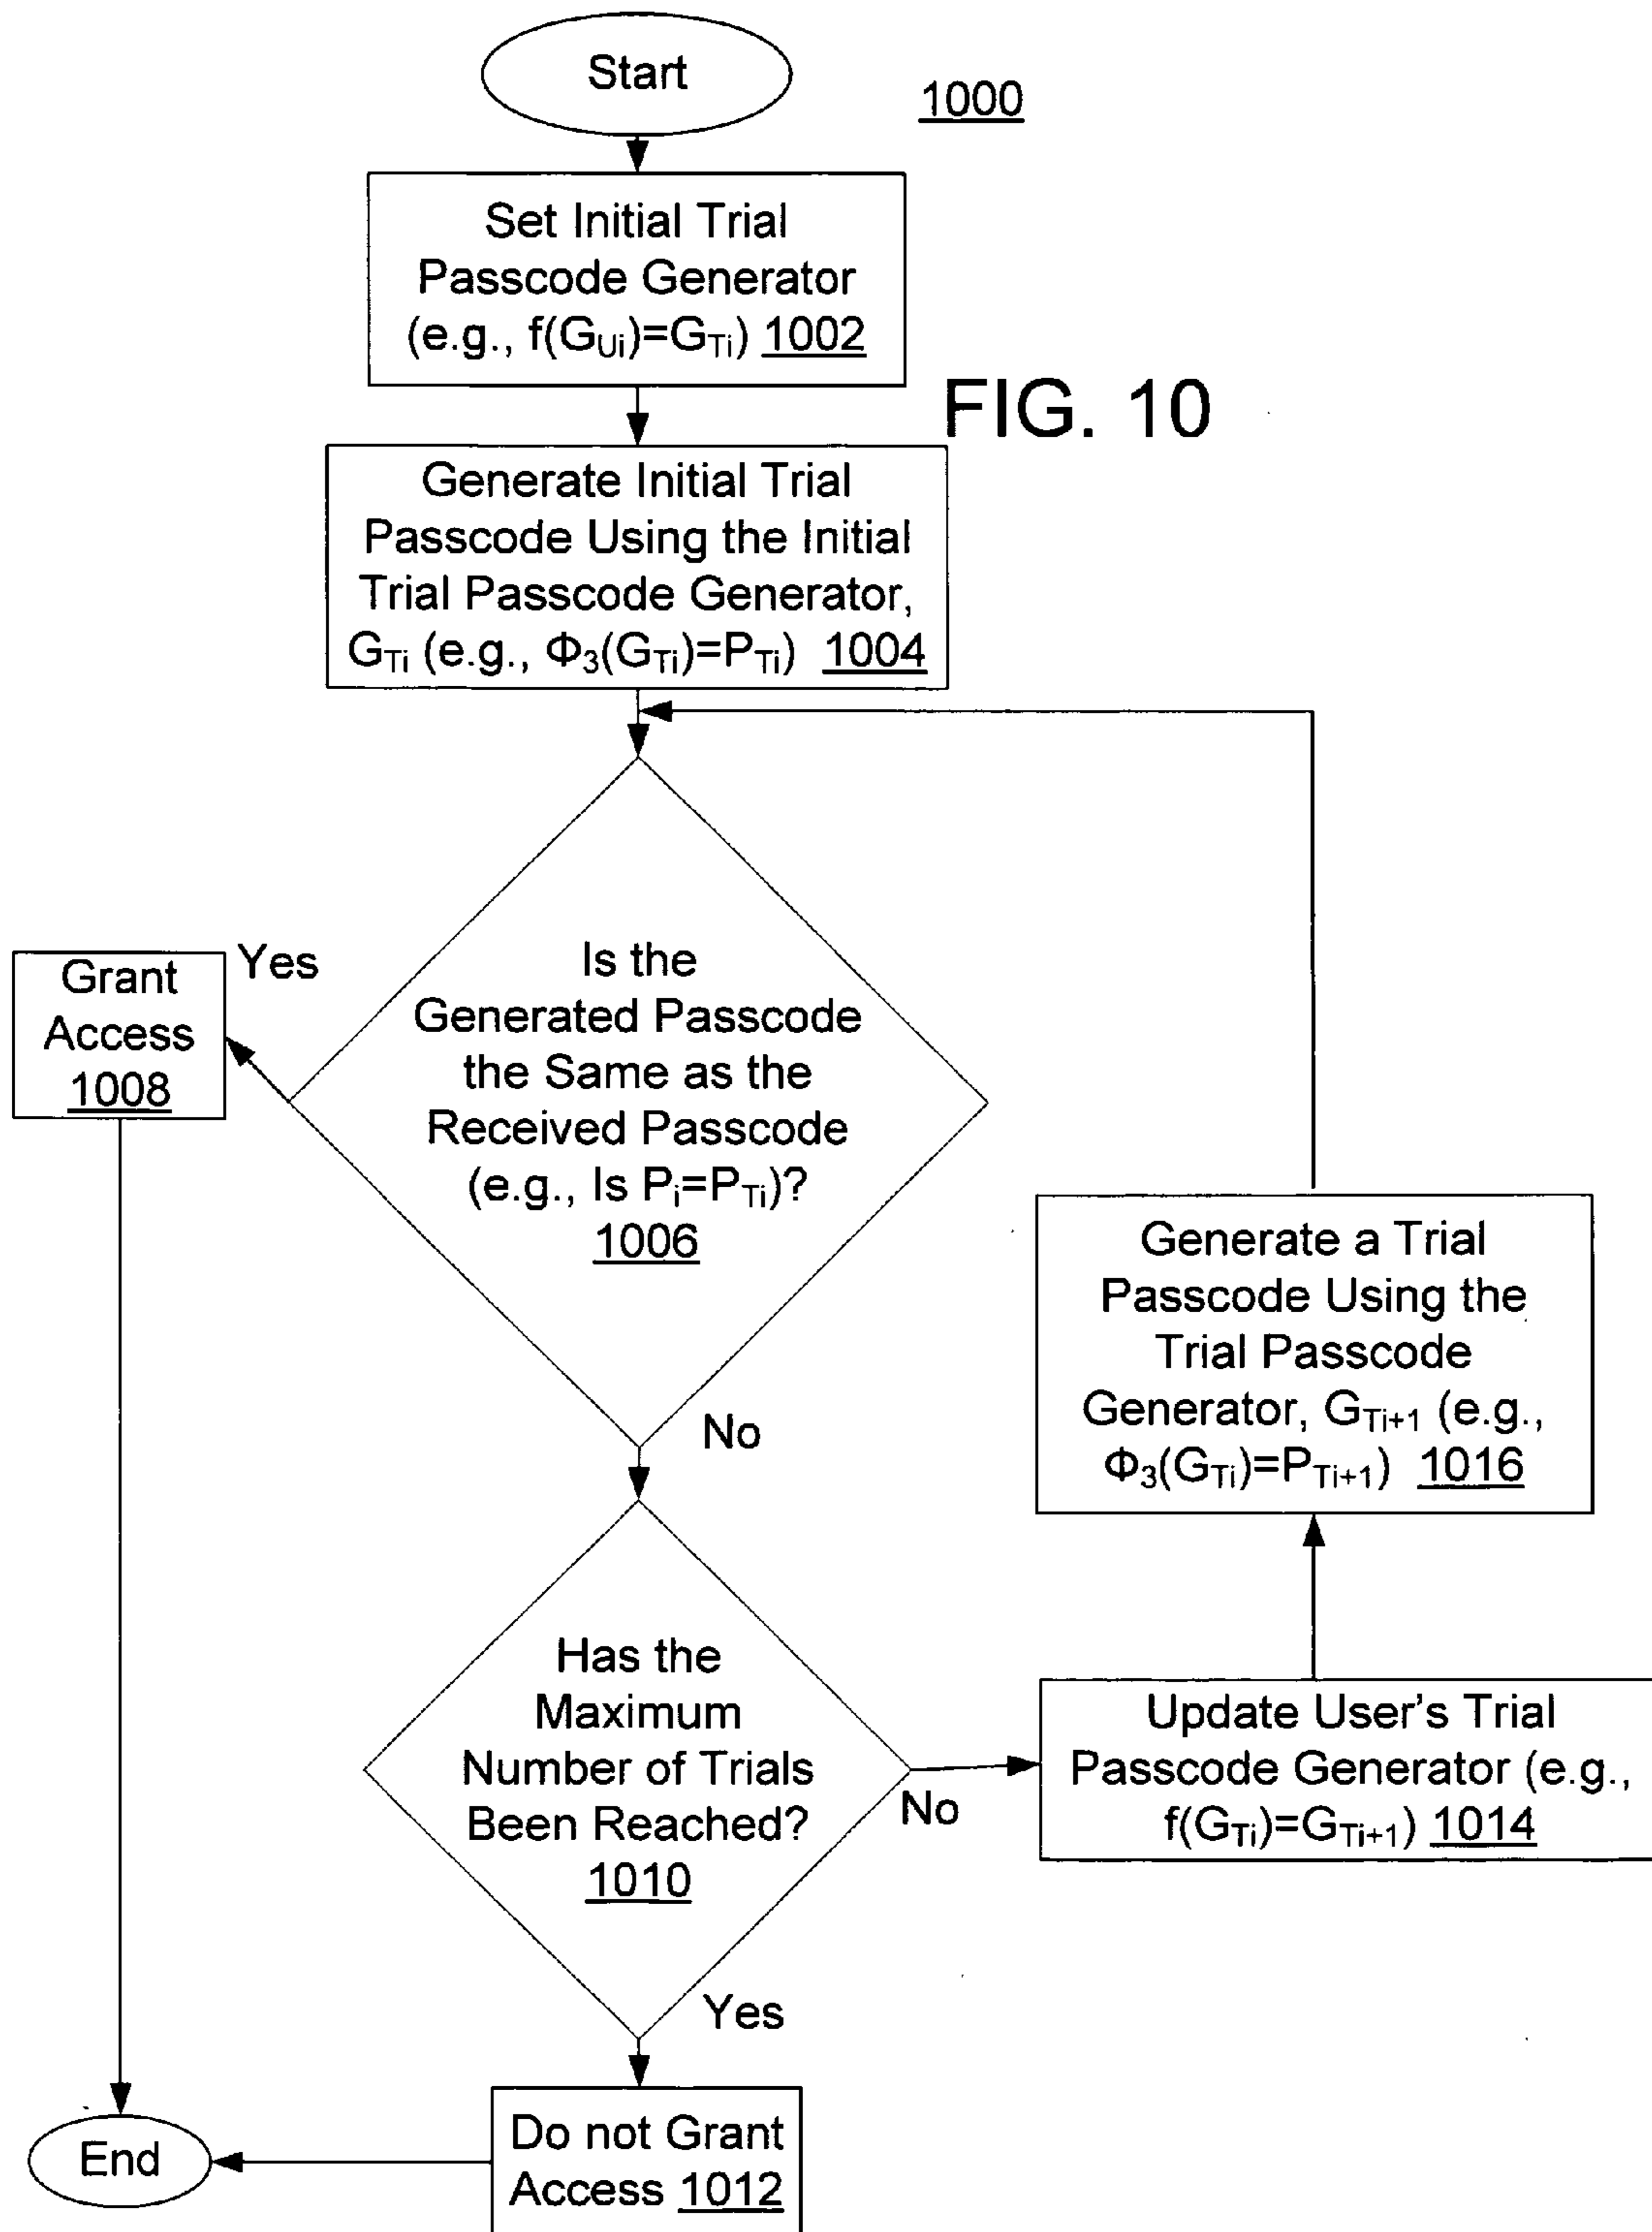 Start
1000
Set Initial Trial
Passcode Generator
(e.g., f(G_Ui)=G_Ti) 1002
FIG. 10
Generate Initial Trial
Passcode Using the Initial
Trial Passcode Generator,
G_Ti (e.g., Φ_3(G_Ti)=P_Ti) 1004
Is the
Generated Passcode
the Same as the
Received Passcode
(e.g., Is P_i=P_Ti)?
1006
Yes
Grant
Access
1008
No
Generate a Trial
Passcode Using the
Trial Passcode
Generator, G_Ti+1 (e.g.,
Φ_3(G_Ti)=P_Ti+1) 1016
Has the
Maximum
Number of Trials
Been Reached?
1010
No
Update User's Trial
Passcode Generator (e.g.,
f(G_Ti)=G_Ti+1) 1014
Yes
Do not Grant
Access 1012
End